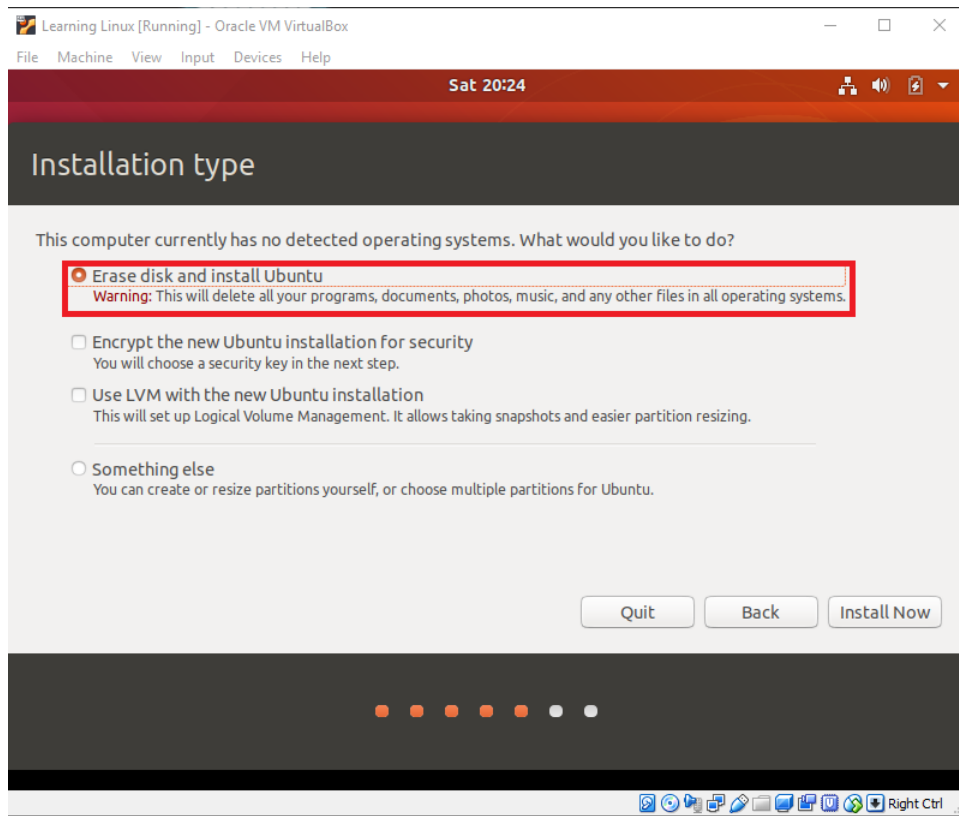 Learning Linux [Running] - Oracle VM VirtualBox
File Machine View Input Devices Help
Sat 20:24
Installation type
This computer currently has no detected operating systems. What would you like to do?
Erase disk and install Ubuntu
Warning: This will delete all your programs, documents, photos, music, and any other files in all operating systems.
Encrypt the new Ubuntu installation for security
You will choose a security key in the next step.
Use LVM with the new Ubuntu installation
This will set up Logical Volume Management. It allows taking snapshots and easier partition resizing.
Something else
You can create or resize partitions yourself, or choose multiple partitions for Ubuntu.
Quit Back Install Now
Right Ctrl